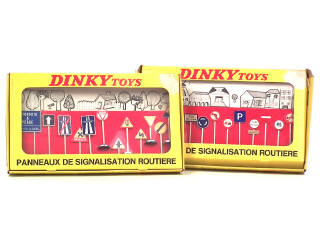 DINKY TOYS
PANNEAUX DE SIGNALISATION ROUTIERE
DINKY TOYS
DE SIGNALISATION ROUTIERE
P